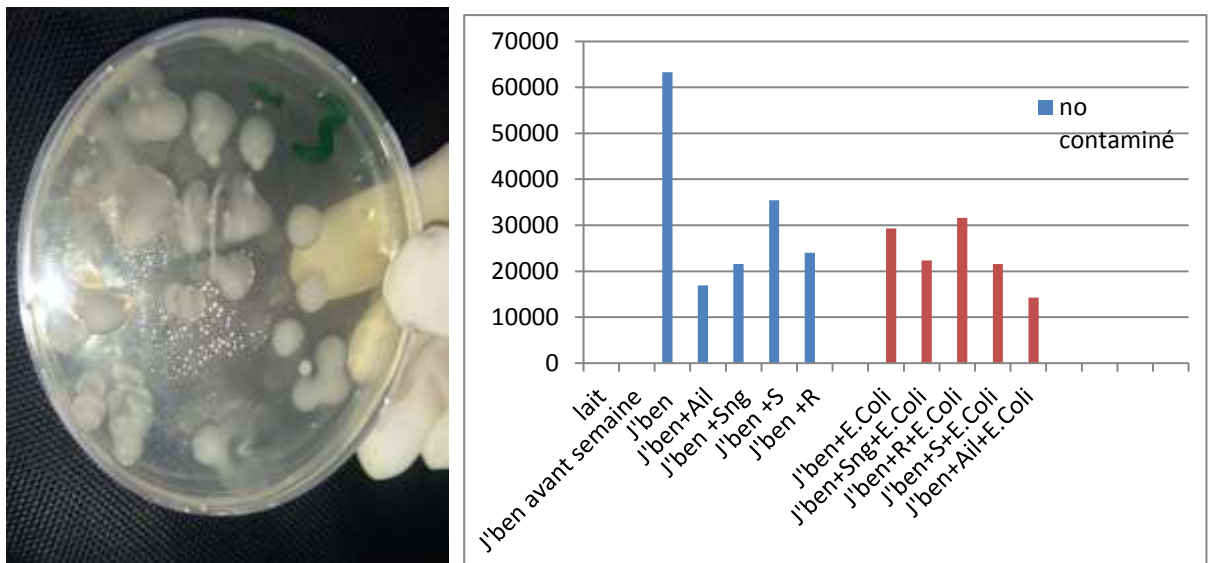 70000
60000
50000
40000
30000
20000
10000
0
no
contaminé
lait
J'ben avant semaine
J'ben
J'ben+Ail
J'ben +Sng
J'ben +S
J'ben +R
J'ben+E.Coli
J'ben+Sng+E.Coli
J'ben+R+E.Coli
J'ben+S+E.Coli
J'ben+Ail+E.Coli